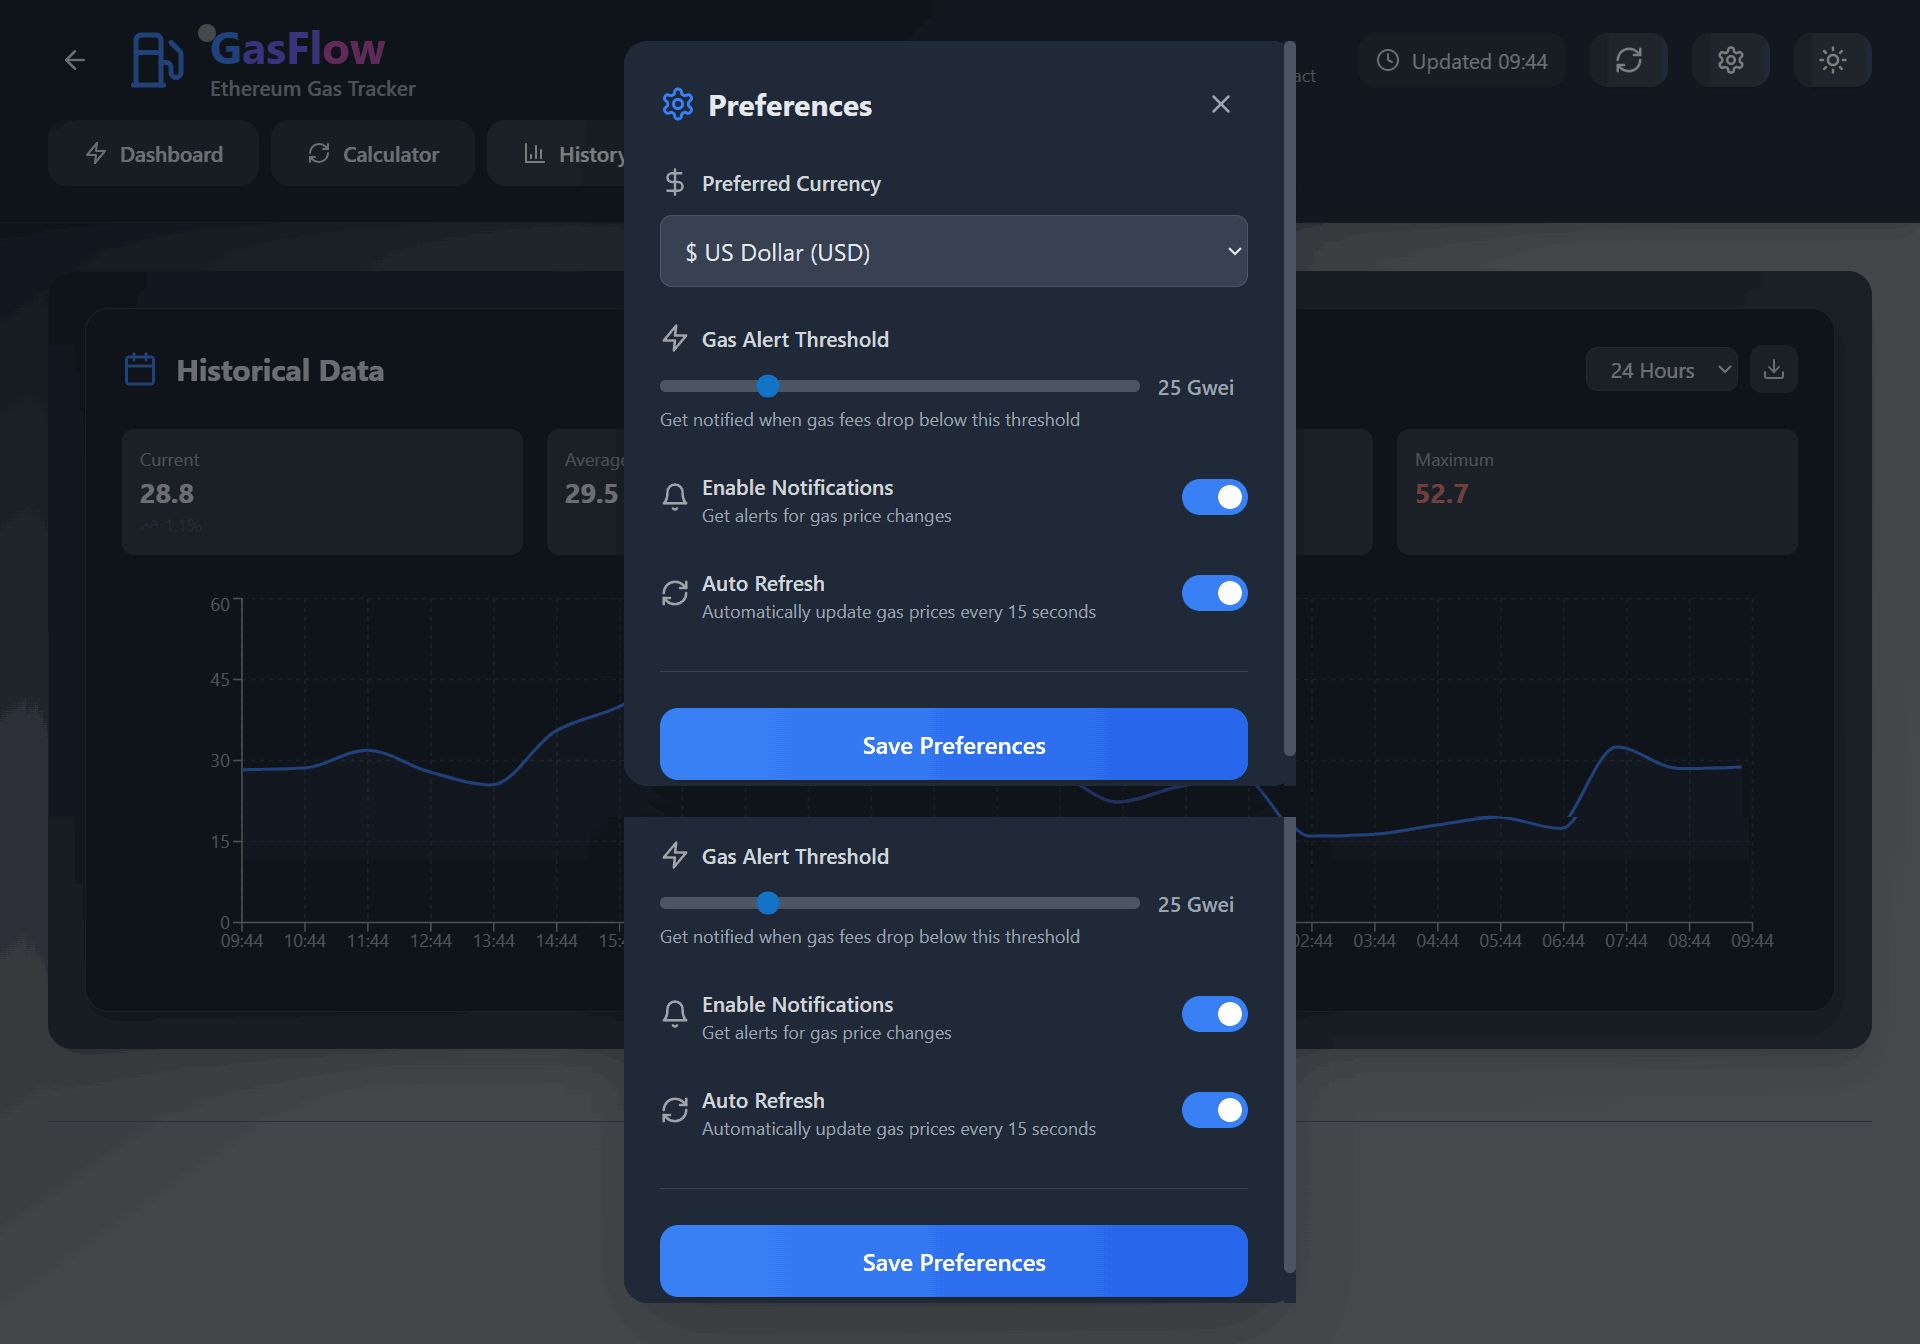 GasFlow
Ethereum Gas Tracker
act
Updated 09:44
Dashboard
Calculator
History
Preferences
Preferred Currency
$ US Dollar (USD)
Gas Alert Threshold
25 Gwei
Get notified when gas fees drop below this threshold
Enable Notifications
Get alerts for gas price changes
Auto Refresh
Automatically update gas prices every 15 seconds
Save Preferences
Historical Data
24 Hours
Current
28.8
1.1%
Average
29.5
Maximum
52.7
60
45
30
15
0
09:44 10:44 11:44 12:44 13:44 14:44 15:4 02:44 03:44 04:44 05:44 06:44 07:44 08:44 09:44
Gas Alert Threshold
25 Gwei
Get notified when gas fees drop below this threshold
Enable Notifications
Get alerts for gas price changes
Auto Refresh
Automatically update gas prices every 15 seconds
Save Preferences